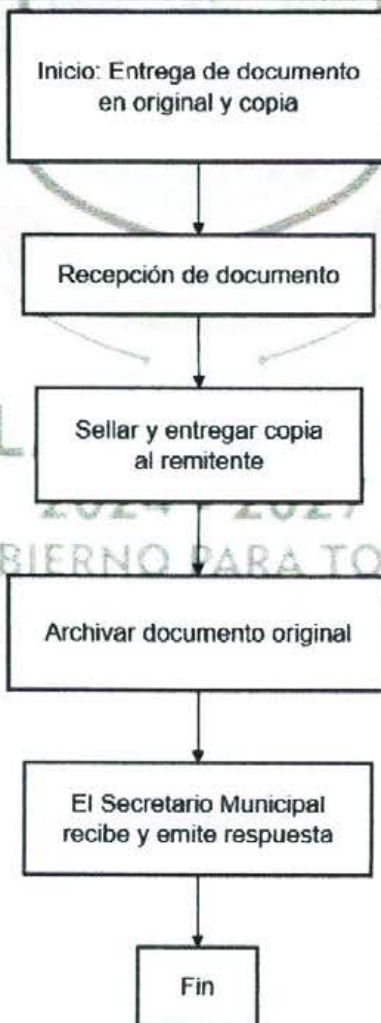 Inicio: Entrega de documento
en original y copia
Recepción de documento
Sellar y entregar copia
al remitente
2024 - 2027
BIERNO PARA TO
Archivar documento original
El Secretario Municipal
recibe y emite respuesta
Fin